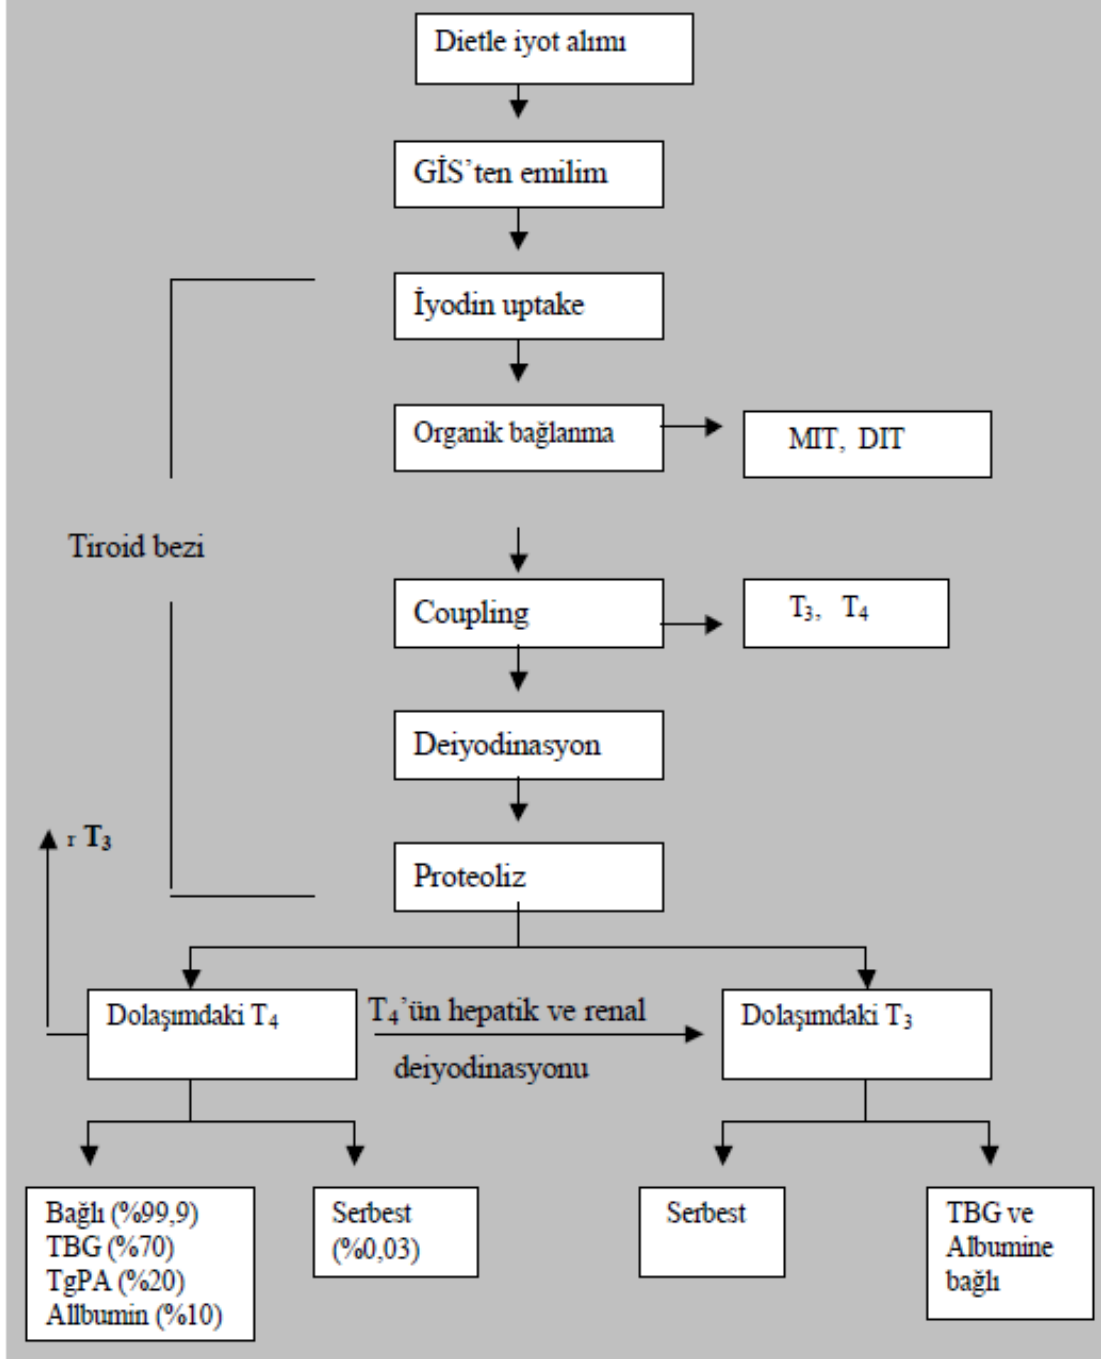 Dietle iyot alımı
GİS’ten emilim
İyodin uptake
Organik bağlanma
MIT, DIT
Tiroid bezi
Coupling
T₃, T₄
Deiyodinasyon
r T₃
Proteoliz
Dolaşımdaki T₄
T₄’ün hepatik ve renal
deiyodinasyonu
Dolaşımdaki T₃
Bağlı (%99,9)
TBG (%70)
TgPA (%20)
Allbumin (%10)
Serbest
(%0,03)
Serbest
TBG ve
Albumine
bağlı